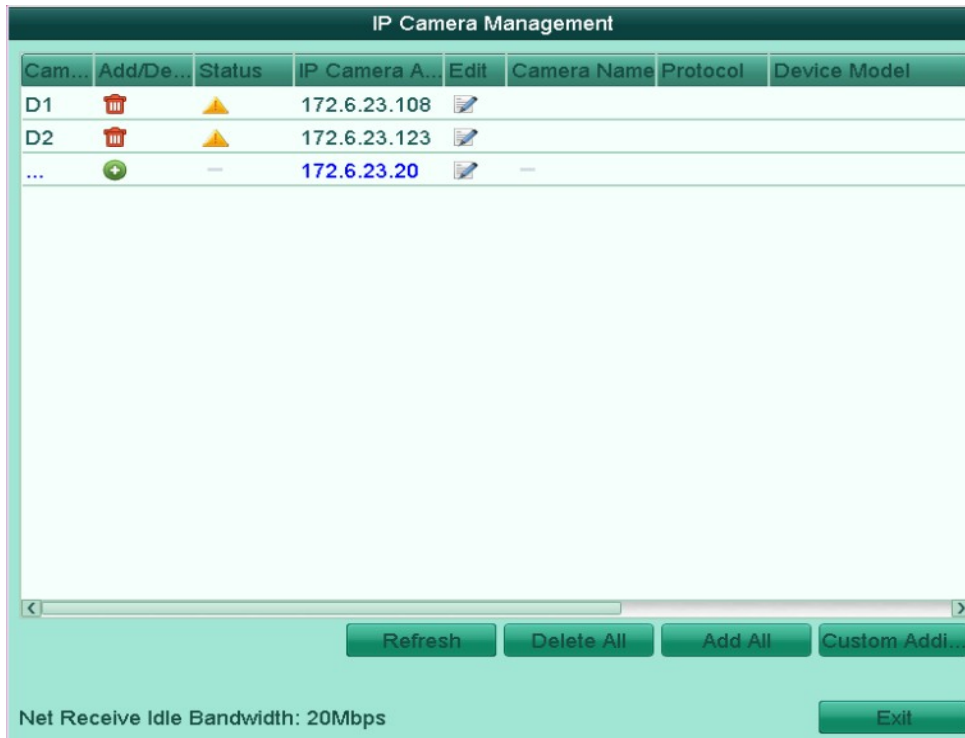 IP Camera Management
Cam... Add/De... Status IP Camera A... Edit Camera Name Protocol Device Model
D1 172.6.23.108
D2 172.6.23.123
... — 172.6.23.20 —
Refresh Delete All Add All Custom Addi...
Net Receive Idle Bandwidth: 20Mbps Exit